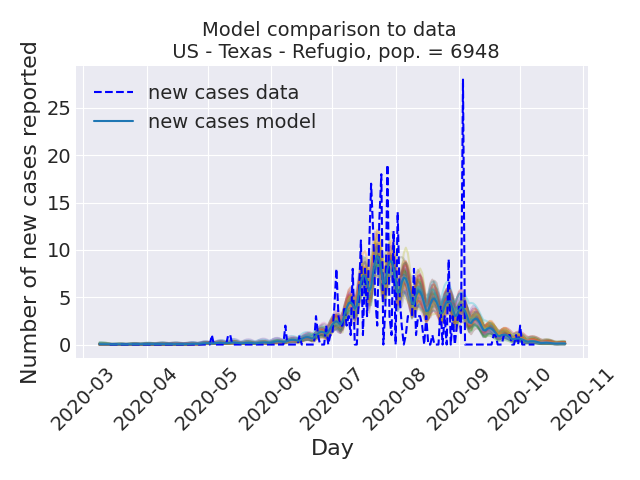 Model comparison to data
US - Texas - Refugio, pop. = 6948
Number of new cases reported
new cases data
new cases model
25
20
15
10
5
0
2020-03
2020-04
2020-05
2020-06
2020-07
2020-08
2020-09
2020-10
2020-11
Day